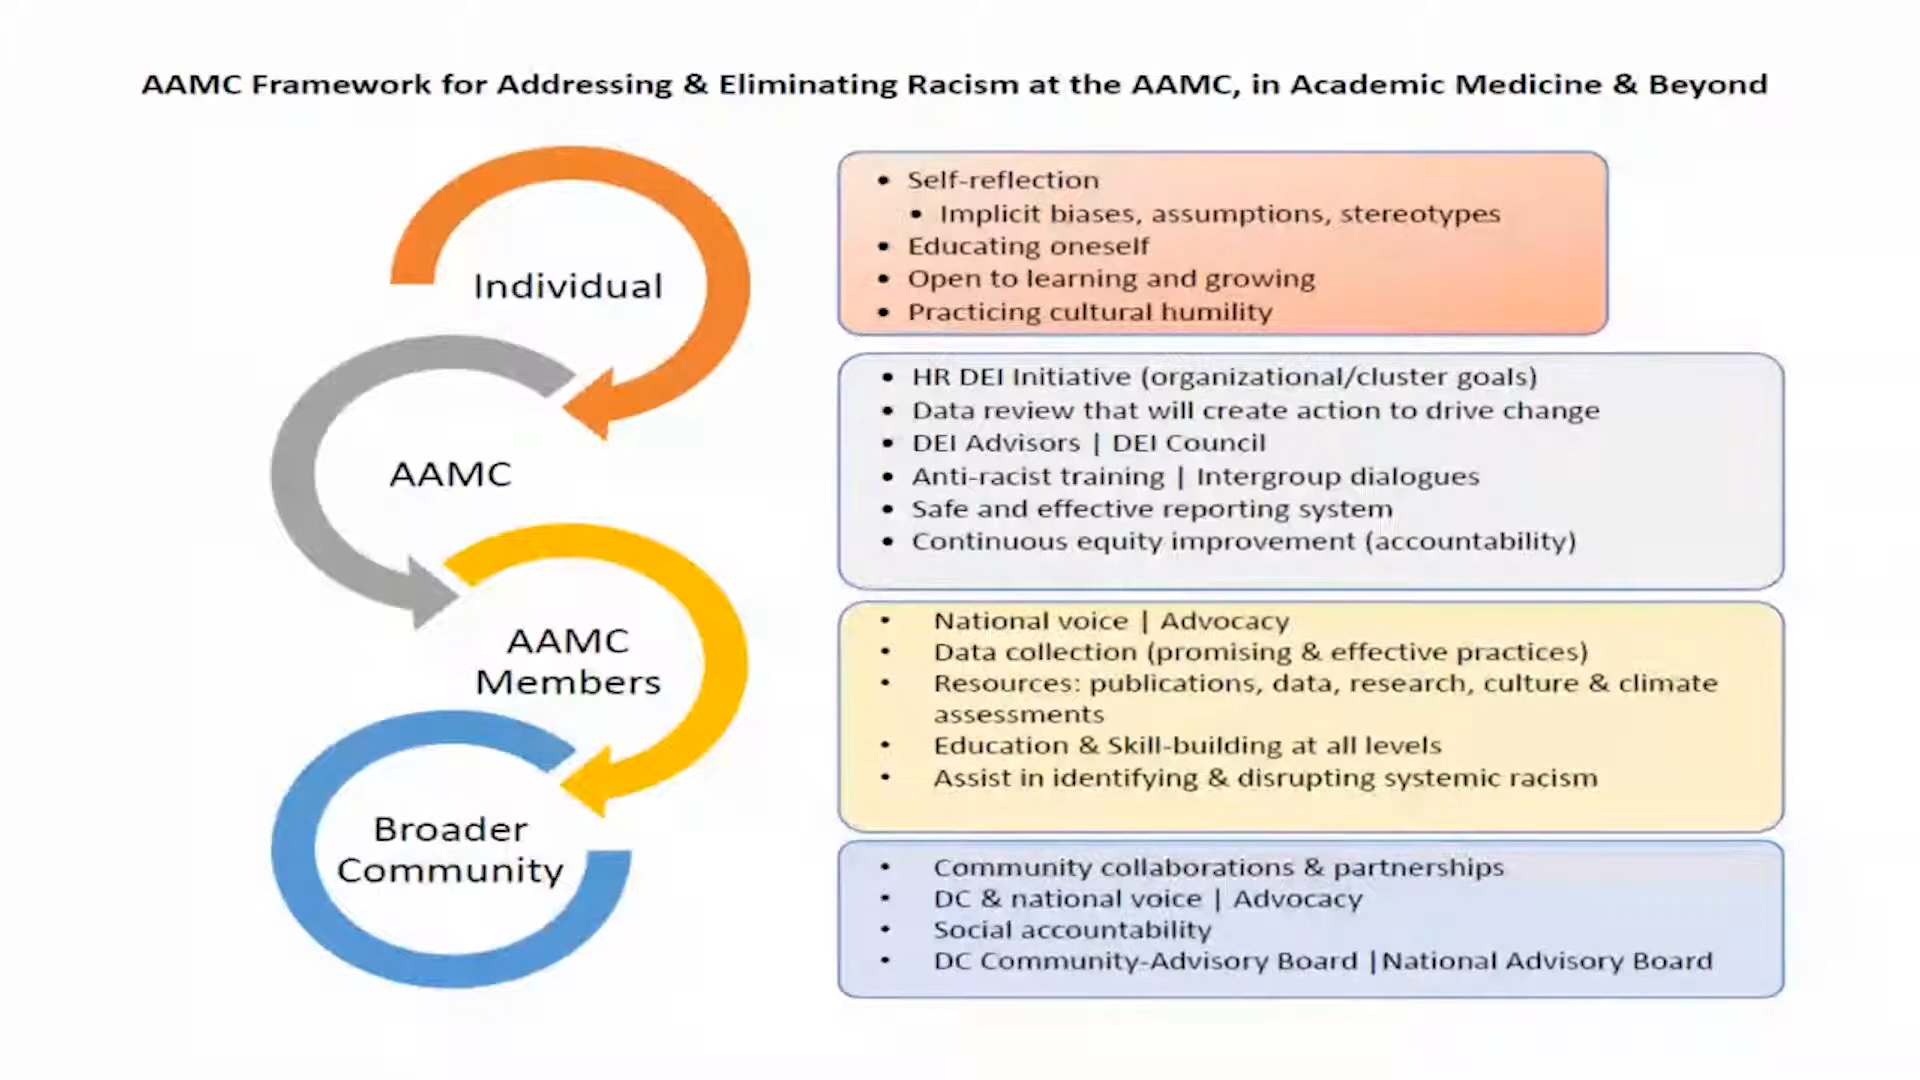 AAMC Framework for Addressing & Eliminating Racism at the AAMC, in Academic Medicine & Beyond
Individual
• Self-reflection
• Implicit biases, assumptions, stereotypes
• Educating oneself
• Open to learning and growing
• Practicing cultural humility
AAMC
• HR DEI Initiative (organizational/cluster goals)
• Data review that will create action to drive change
• DEI Advisors | DEI Council
• Anti-racist training | Intergroup dialogues
• Safe and effective reporting system
• Continuous equity improvement (accountability)
AAMC
Members
• National voice | Advocacy
• Data collection (promising & effective practices)
• Resources: publications, data, research, culture & climate
assessments
• Education & Skill-building at all levels
• Assist in identifying & disrupting systemic racism
Broader
Community
• Community collaborations & partnerships
• DC & national voice | Advocacy
• Social accountability
• DC Community-Advisory Board |National Advisory Board